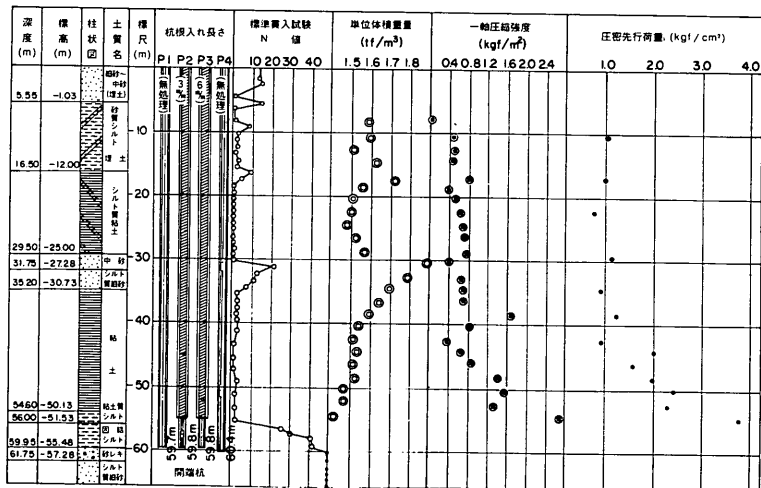 深度 (m)
標高 (m)
柱状図
土質名
標尺 (m)
杭根入れ長さ
P1 P2 P3 P4
標準貫入試験
N 値
10 20 30 40
単位体積重量
(tf/m³)
1.5 1.6 1.7 1.8
一軸圧縮強度
(kgf/m²)
0.4 0.8 1.2 1.6 2.0 2.4
圧密先行荷重 (kgf/cm²)
1.0 2.0 3.0
(無処理)
3%
6%
(無処理)
細砂～中砂 (埋土)
5.55 -1.03
砂質シルト
埋土
-10
16.50 -12.00
シルト質粘土
-20
29.50 -25.00
-30
中砂
31.75 -27.28
シルト質細砂
35.20 -30.73
-40
粘土
-50
54.60 -50.13
粘土質シルト
56.00 -51.53
固結シルト
59.95 -55.48
-60
砂レキ
61.75 -57.28
シルト質細砂
59.7m
59.8m
59.8m
60.4m
開端杭